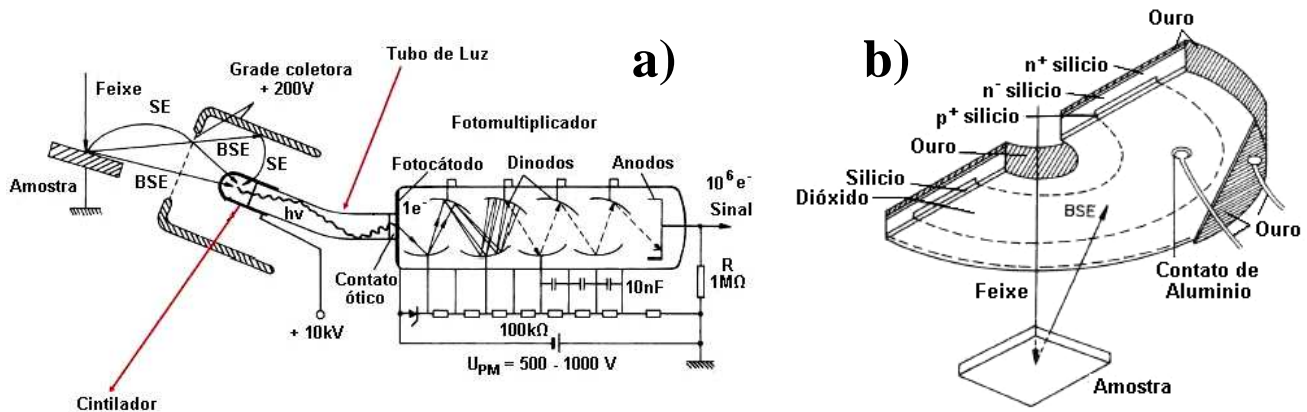 a)
Tubo de Luz
Grade coletora
+ 200V
Feixe
SE
BSE
SE
BSE
Amostra
hν
Fotomultiplicador
Fotocátodo
Dinodos
Anodos
1e
10⁶e⁻
Sinal
Contato
ótico
10nF
R
1MΩ
+ 10kV
100kΩ
U_PM = 500 - 1000 V
Cintilador
b)
Ouro
n⁺ silicio
n⁻ silicio
p⁺ silicio
Ouro
Silicio
Dióxido
BSE
Ouro
Contato de
Aluminio
Feixe
Amostra